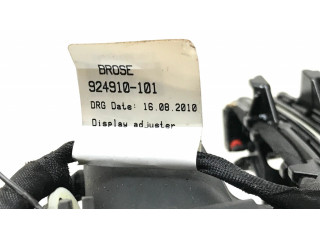 BROSE
924910-101
DRG Date: 16.08.2010
Display adjuster